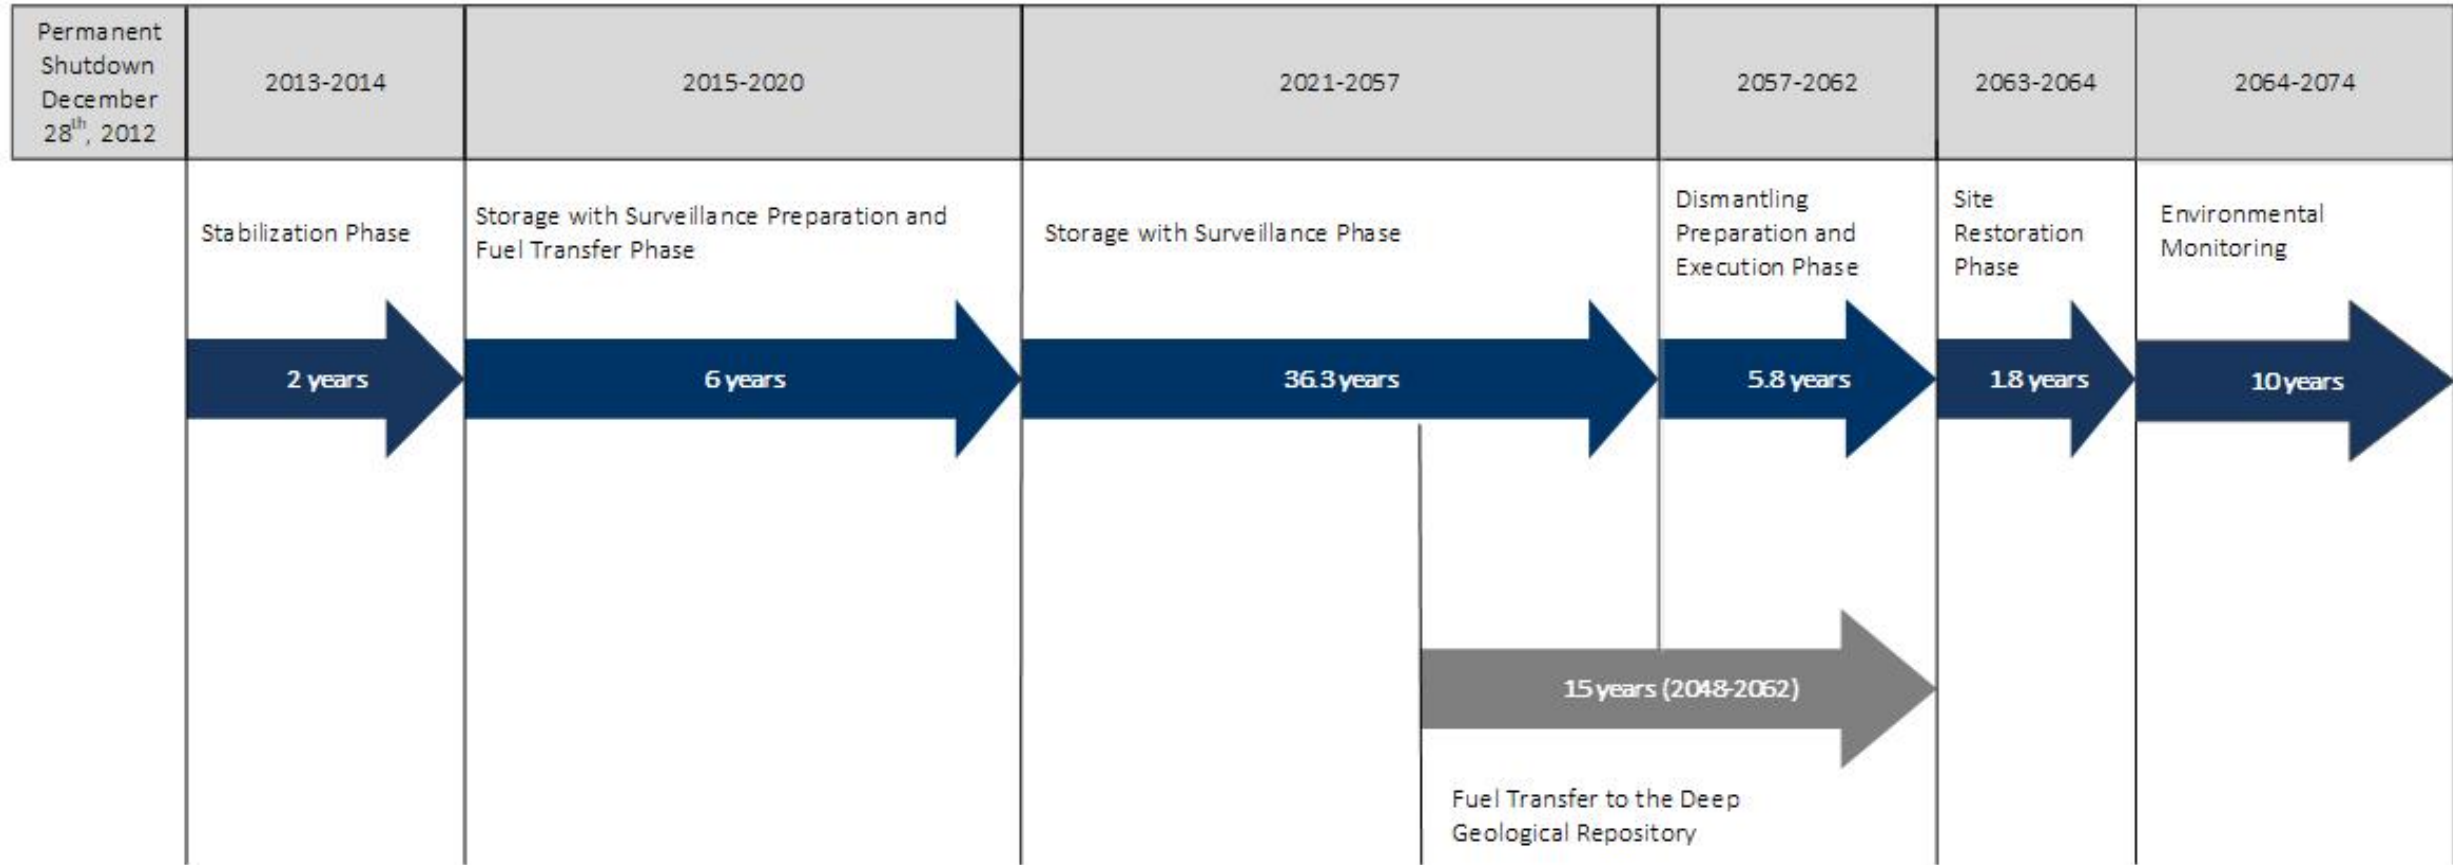 Permanent
Shutdown
December
28th, 2012
2013-2014
2015-2020
2021-2057
2057-2062
2063-2064
2064-2074
Stabilization Phase
Storage with Surveillance Preparation and
Fuel Transfer Phase
Storage with Surveillance Phase
Dismantling
Preparation and
Execution Phase
Site
Restoration
Phase
Environmental
Monitoring
2 years
6 years
36.3 years
5.8 years
1.8 years
10 years
15 years (2048-2062)
Fuel Transfer to the Deep
Geological Repository